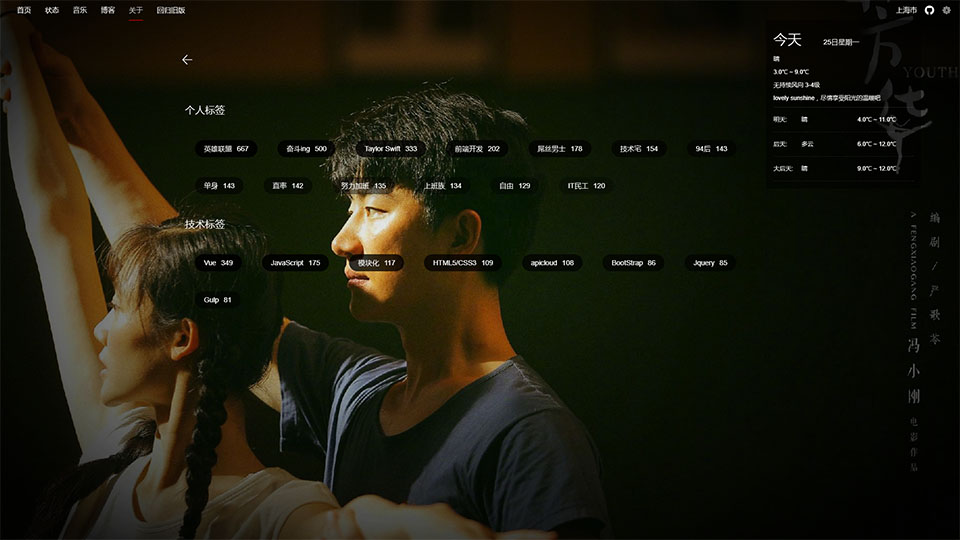 首页 状态 音乐 博客 关于 回归旧版 上海市
今天 25日星期一
晴
3.0℃ ~ 9.0℃
无持续风向 3-4级
lovely sunshine，尽情享受阳光的温暖吧
明天: 晴 4.0℃ ~ 11.0℃
后天: 多云 6.0℃ ~ 12.0℃
大后天: 晴 9.0℃ ~ 12.0℃
个人标签
英雄联盟 667 奋斗ing 500 Taylor Swift 333 前端开发 202 屌丝男士 178 技术宅 154 94后 143
单身 143 直率 142 努力加班 135 上班族 134 自由 129 IT民工 120
技术标签
Vue 349 JavaScript 175 模块化 117 HTML5/CSS3 109 apicloud 108 BootStrap 86 Jquery 85
Gulp 81
芳华
YOUTH
编剧/严歌苓
A FENGXIAOGANG FILM
冯小刚
电影作品